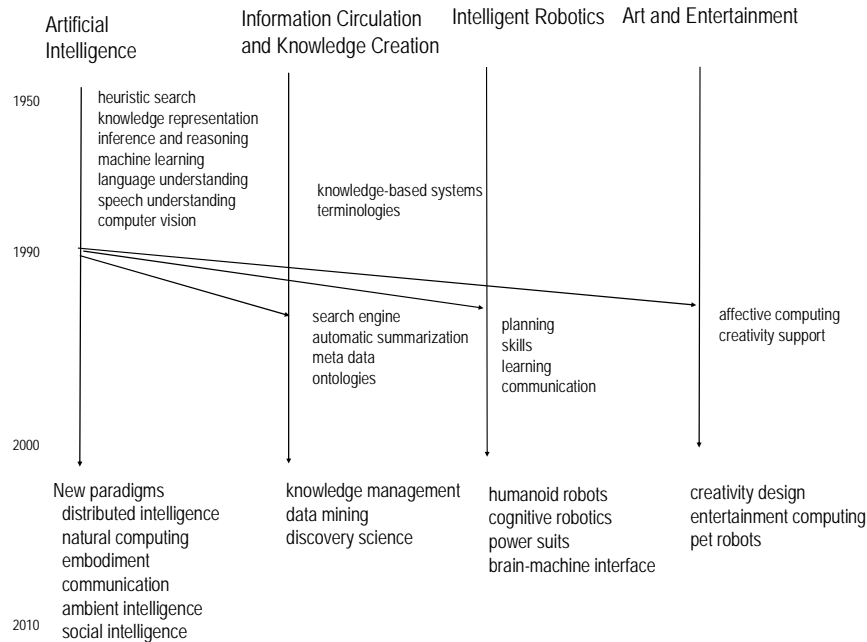 Artificial
Intelligence
Information Circulation
and Knowledge Creation
Intelligent Robotics
Art and Entertainment
1950
heuristic search
knowledge representation
inference and reasoning
machine learning
language understanding
speech understanding
computer vision
knowledge-based systems
terminologies
1990
search engine
automatic summarization
meta data
ontologies
planning
skills
learning
communication
affective computing
creativity support
2000
New paradigms
distributed intelligence
natural computing
embodiment
communication
ambient intelligence
social intelligence
knowledge management
data mining
discovery science
humanoid robots
cognitive robotics
power suits
brain-machine interface
creativity design
entertainment computing
pet robots
2010